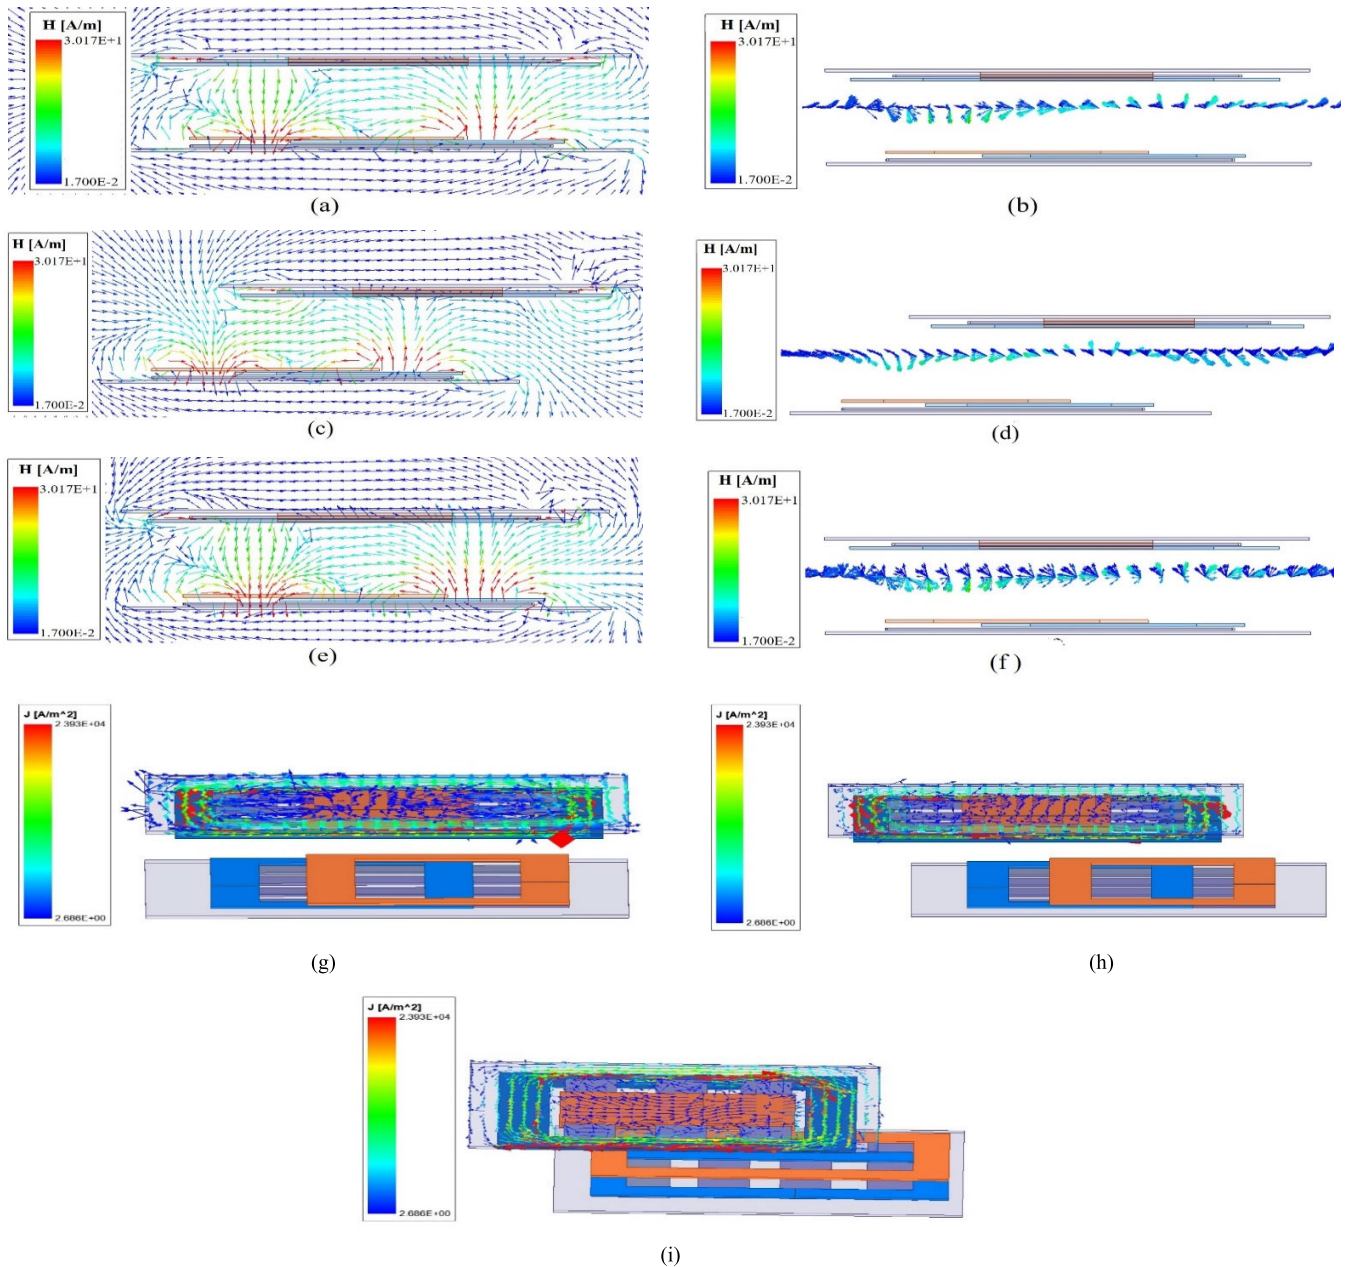 H [A/m]
3.017E+1
1.700E-2
(a)
H [A/m]
3.017E+1
1.700E-2
(b)
H [A/m]
3.017E+1
1.700E-2
(c)
H [A/m]
3.017E+1
1.700E-2
(d)
H [A/m]
3.017E+1
1.700E-2
(e)
H [A/m]
3.017E+1
1.700E-2
(f )
J [A/m^2]
2.393E+04
2.686E+00
(g)
J [A/m^2]
2.393E+04
2.686E+00
(h)
J [A/m^2]
2.393E+04
2.686E+00
(i)